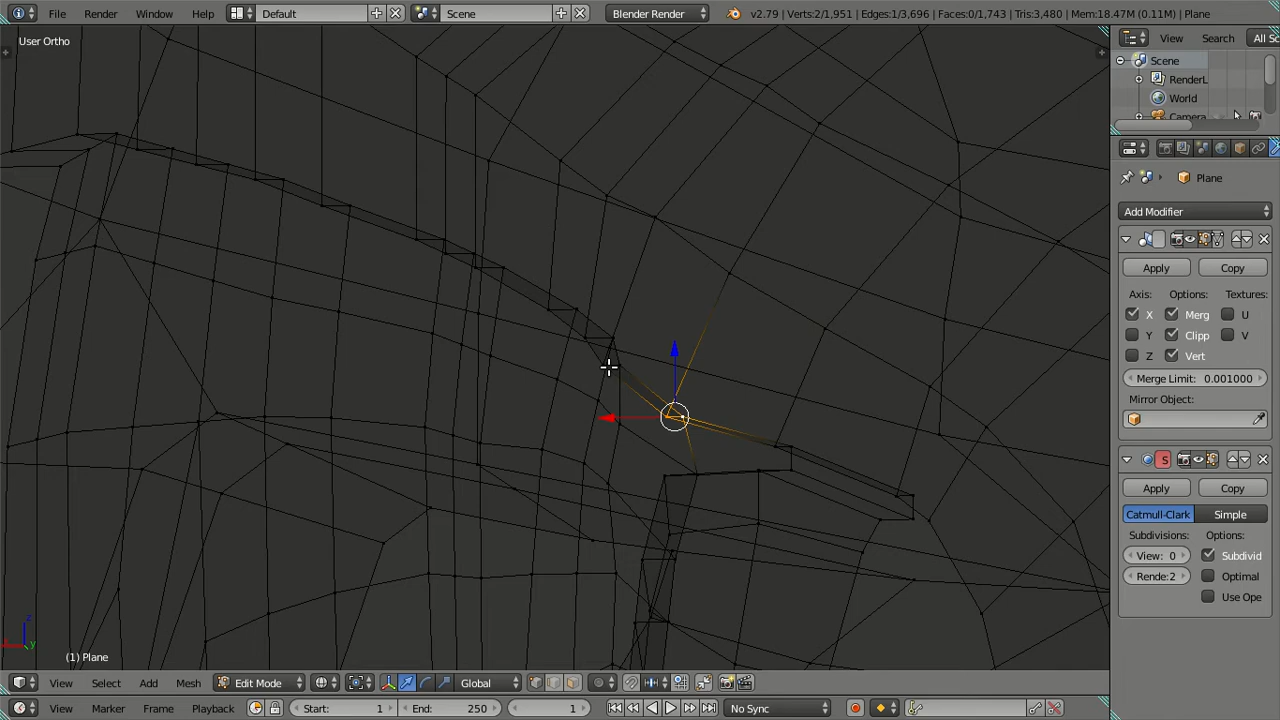 File Render Window Help Default Scene Blender Render v2.79 | Verts:2/1,951 | Edges:1/3,696 | Faces:0/1,743 | Tris:3,480 | Mem:18.47M (0.11M) | Plane
User Ortho
View Search All Sc
Scene
RenderL
World
Camera
Plane
Add Modifier
Apply Copy
Axis: Options: Textures:
X Merg U
Y Clipp V
Z Vert
Merge Limit: 0.001000
Mirror Object:
S
Apply Copy
Catmull-Clark Simple
Subdivisions: Options:
View: 0 Subdivid
Rende:2 Optimal
Use Ope
z
y
(1) Plane
View Select Add Mesh Edit Mode Global
View Marker Frame Playback Start: 1 End: 250 1 No Sync